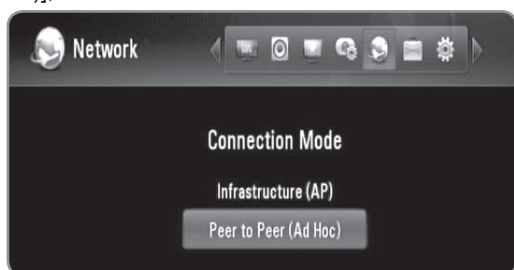 Network
Connection Mode
Infrastructure (AP)
Peer to Peer (Ad Hoc)